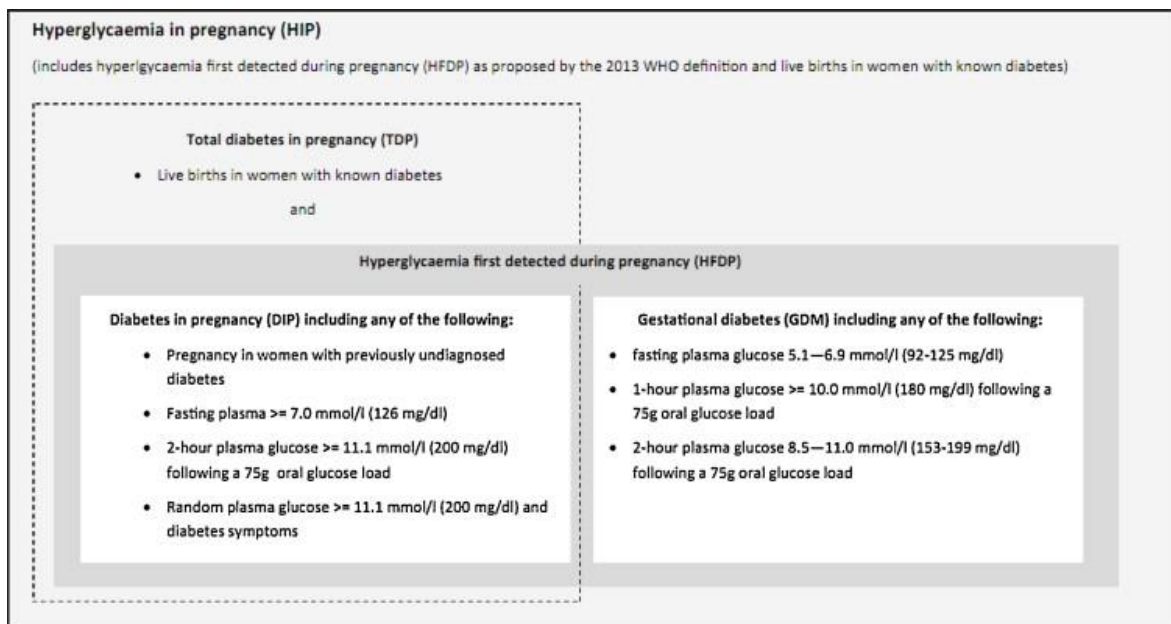 Hyperglycaemia in pregnancy (HIP)
(includes hyperlgycaemia first detected during pregnancy (HFDP) as proposed by the 2013 WHO definition and live births in women with known diabetes)
Total diabetes in pregnancy (TDP)
• Live births in women with known diabetes
and
Hyperglycaemia first detected during pregnancy (HFDP)
Diabetes in pregnancy (DIP) including any of the following:
• Pregnancy in women with previously undiagnosed
diabetes
• Fasting plasma >= 7.0 mmol/l (126 mg/dl)
• 2-hour plasma glucose >= 11.1 mmol/l (200 mg/dl)
following a 75g oral glucose load
• Random plasma glucose >= 11.1 mmol/l (200 mg/dl) and
diabetes symptoms
Gestational diabetes (GDM) including any of the following:
• fasting plasma glucose 5.1—6.9 mmol/l (92-125 mg/dl)
• 1-hour plasma glucose >= 10.0 mmol/l (180 mg/dl) following a
75g oral glucose load
• 2-hour plasma glucose 8.5—11.0 mmol/l (153-199 mg/dl)
following a 75g oral glucose load